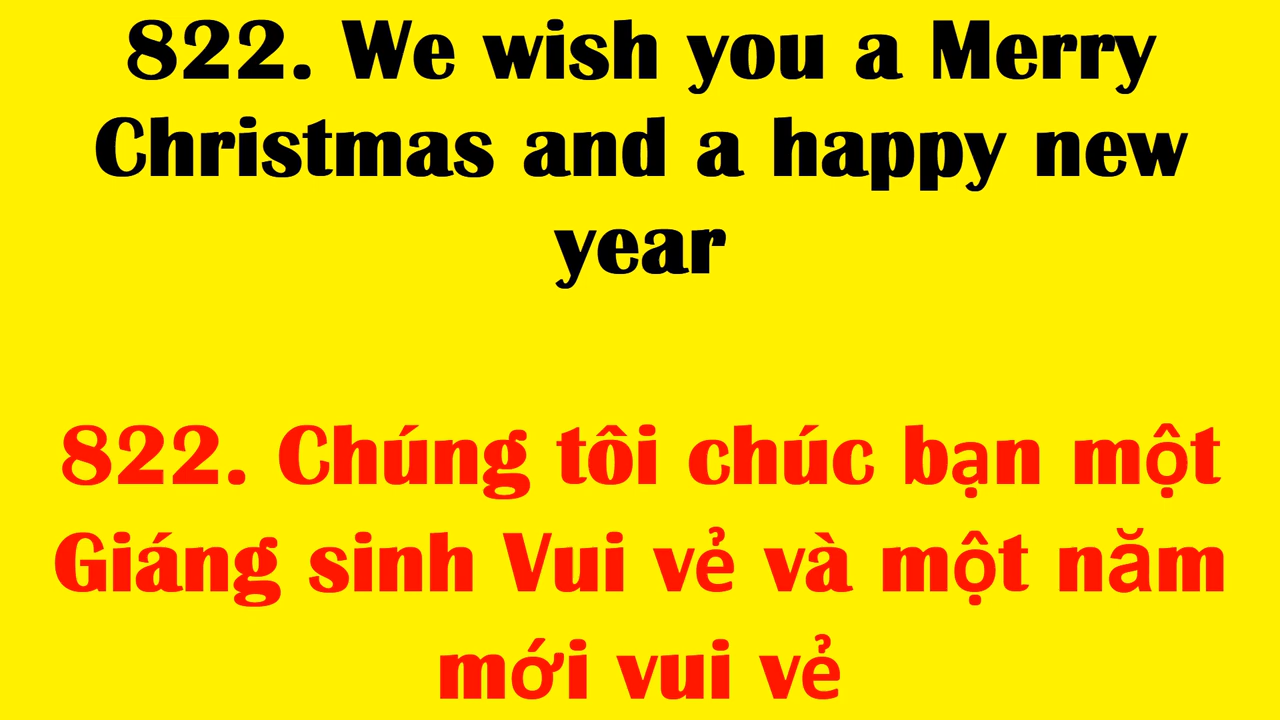 822. We wish you a Merry
Christmas and a happy new
year
822. Chúng tôi chúc bạn một
Giáng sinh Vui vẻ và một năm
mới vui vẻ